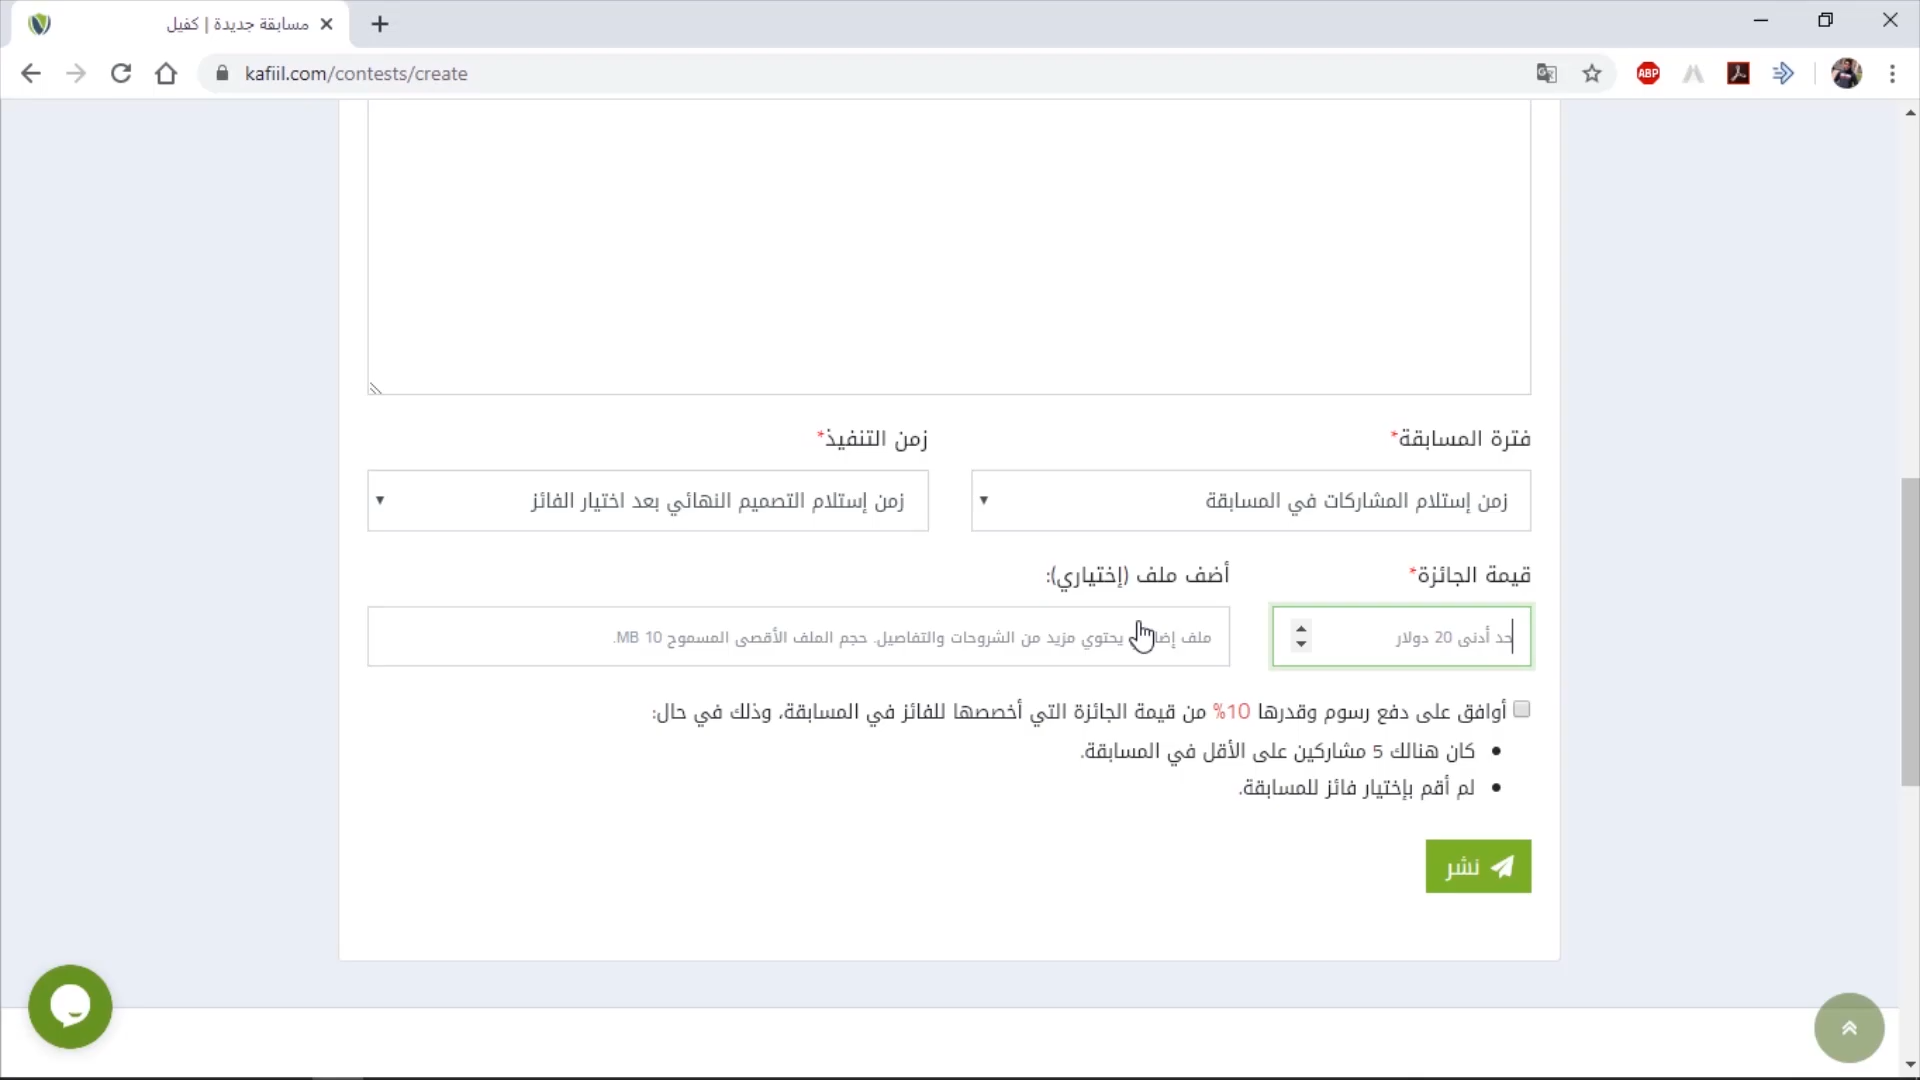 مسابقة جديدة | كفيل
kafiil.com/contests/create
ABP
فترة المسابقة*
زمن التنفيذ*
زمن إستلام المشاركات في المسابقة
زمن إستلام التصميم النهائي بعد اختيار الفائز
قيمة الجائزة*
أضف ملف (إختياري):
حد أدنى 20 دولار
ملف يحتوي مزيد من الشروحات والتفاصيل. حجم الملف الأقصى المسموح 10 MB.
أوافق على دفع رسوم وقدرها 10% من قيمة الجائزة التي أخصصها للفائز في المسابقة، وذلك في حال:
كان هنالك 5 مشاركين على الأقل في المسابقة.
لم أقم بإختيار فائز للمسابقة.
نشر